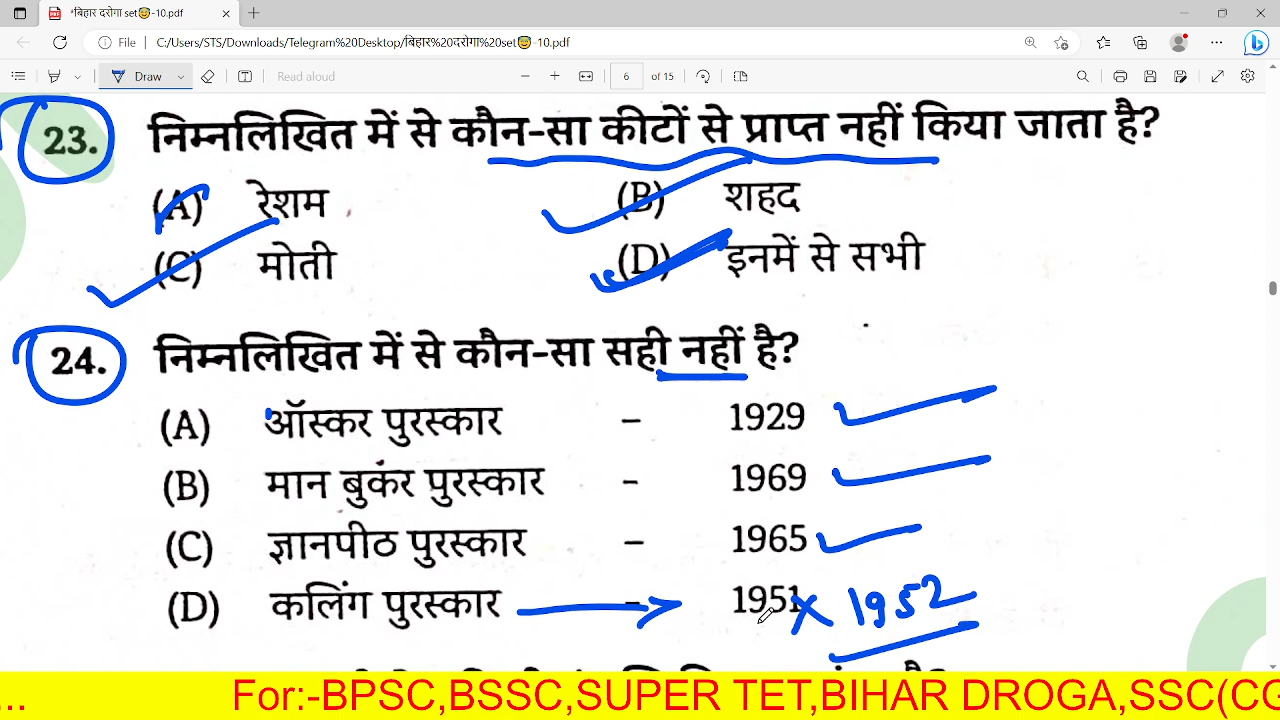 *बिहार दरोगा set😅-10.pdf
File C:/Users/STS/Downloads/Telegram%20Desktop/बिहार%20दरोगा%20set😅-10.pdf
Draw Read aloud 6 of 15
23. निम्नलिखित में से कौन-सा कीटों से प्राप्त नहीं किया जाता है?
(A) रेशम (B) शहद
(C) मोती (D) इनमें से सभी
24. निम्नलिखित में से कौन-सा सही नहीं है?
(A) ऑस्कर पुरस्कार – 1929
(B) मान बुकर पुरस्कार - 1969
(C) ज्ञानपीठ पुरस्कार – 1965
(D) कलिंग पुरस्कार - 1951 × 1952
... For:-BPSC,BSSC,SUPER TET,BIHAR DROGA,SSC(CG